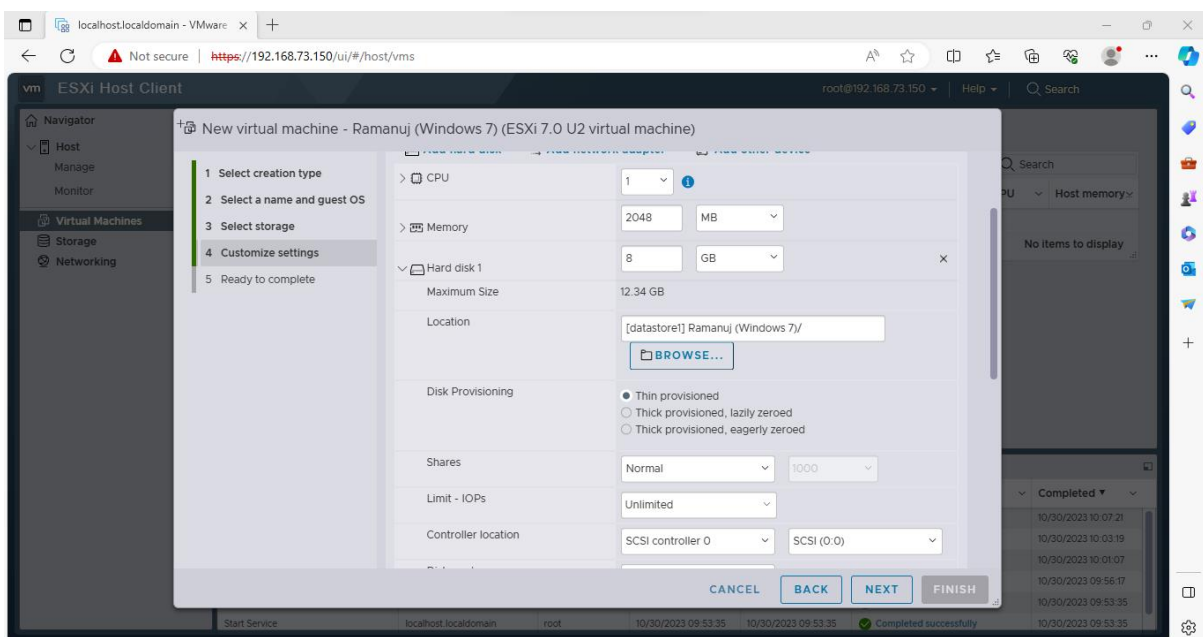 localhost.localdomain - VMware
Not secure | https://192.168.73.150/ui/#/host/vms
vm ESXi Host Client
root@192.168.73.150
Help
Search
Navigator
Host
Manage
Monitor
Virtual Machines
Storage
Networking
New virtual machine - Ramanuj (Windows 7) (ESXi 7.0 U2 virtual machine)
1 Select creation type
2 Select a name and guest OS
3 Select storage
4 Customize settings
5 Ready to complete
Add hard disk Add network adapter Add other device
CPU 1
Memory 2048 MB
Hard disk 1 8 GB
Maximum Size 12.34 GB
Location [datastore1] Ramanuj (Windows 7)/
BROWSE...
Disk Provisioning Thin provisioned
Thick provisioned, lazily zeroed
Thick provisioned, eagerly zeroed
Shares Normal 1000
Limit - IOPs Unlimited
Controller location SCSI controller 0 SCSI (0:0)
CANCEL BACK NEXT FINISH
Search
Host memory
No items to display
Completed
10/30/2023 10:07:21
10/30/2023 10:03:19
10/30/2023 10:01:07
10/30/2023 09:56:17
10/30/2023 09:53:35
Start Service localhost.localdomain root 10/30/2023 09:53:35 10/30/2023 09:53:35 Completed successfully 10/30/2023 09:53:35